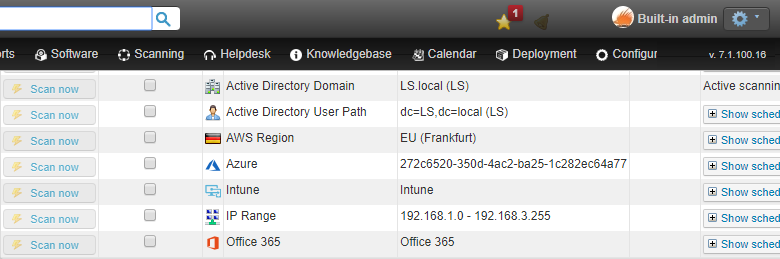 1 Built-in admin
orts Software Scanning Helpdesk Knowledgebase Calendar Deployment Configur v. 7.1.100.16
Scan now Active Directory Domain LS.local (LS) Active scannin
Scan now Active Directory User Path dc=LS,dc=local (LS) Show sched
Scan now AWS Region EU (Frankfurt) Show sched
Scan now Azure 272c6520-350d-4ac2-ba25-1c282ec64a77 Show sched
Scan now Intune Intune Show sched
Scan now IP Range 192.168.1.0 - 192.168.3.255 Show sched
Scan now Office 365 Office 365 Show sched